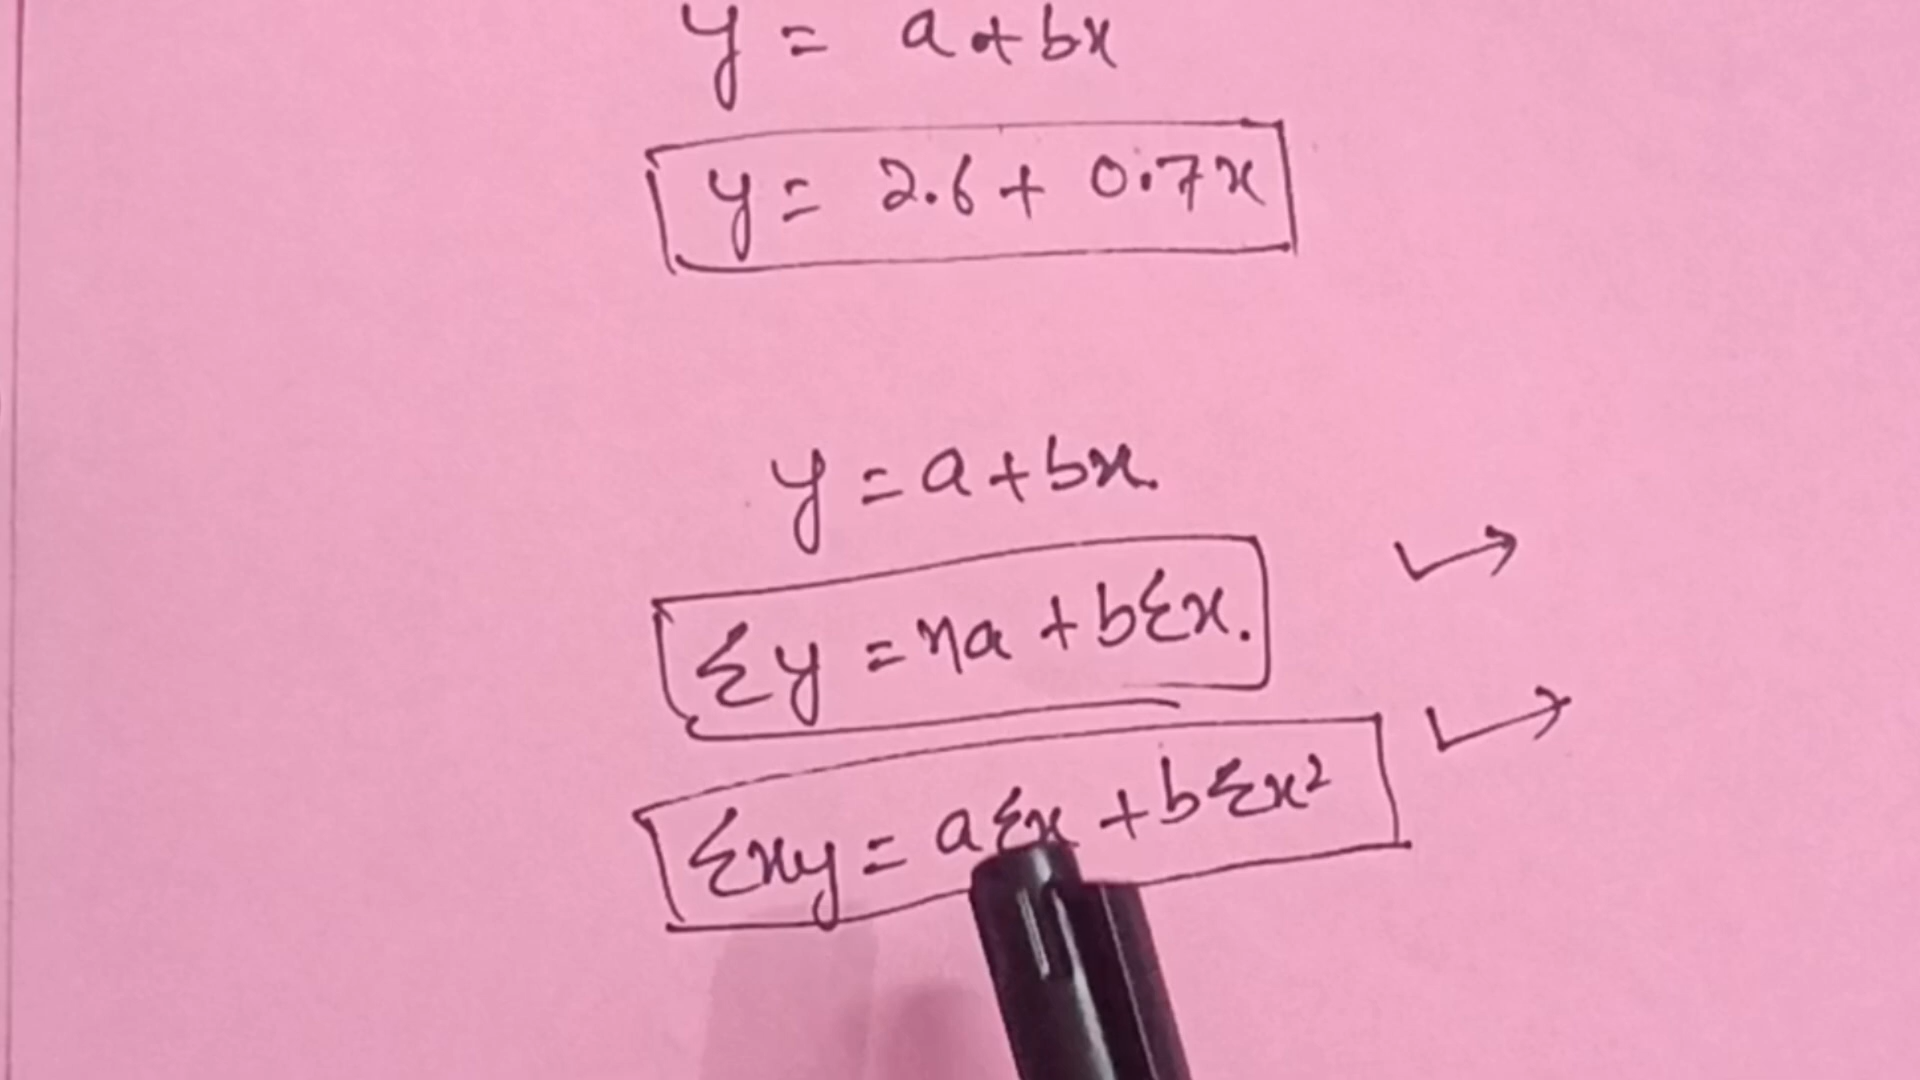 y = a + bx
y = 2.6 + 0.7x
y = a + bx.
Σy = na + bΣx.
Σxy = aΣx + bΣx²